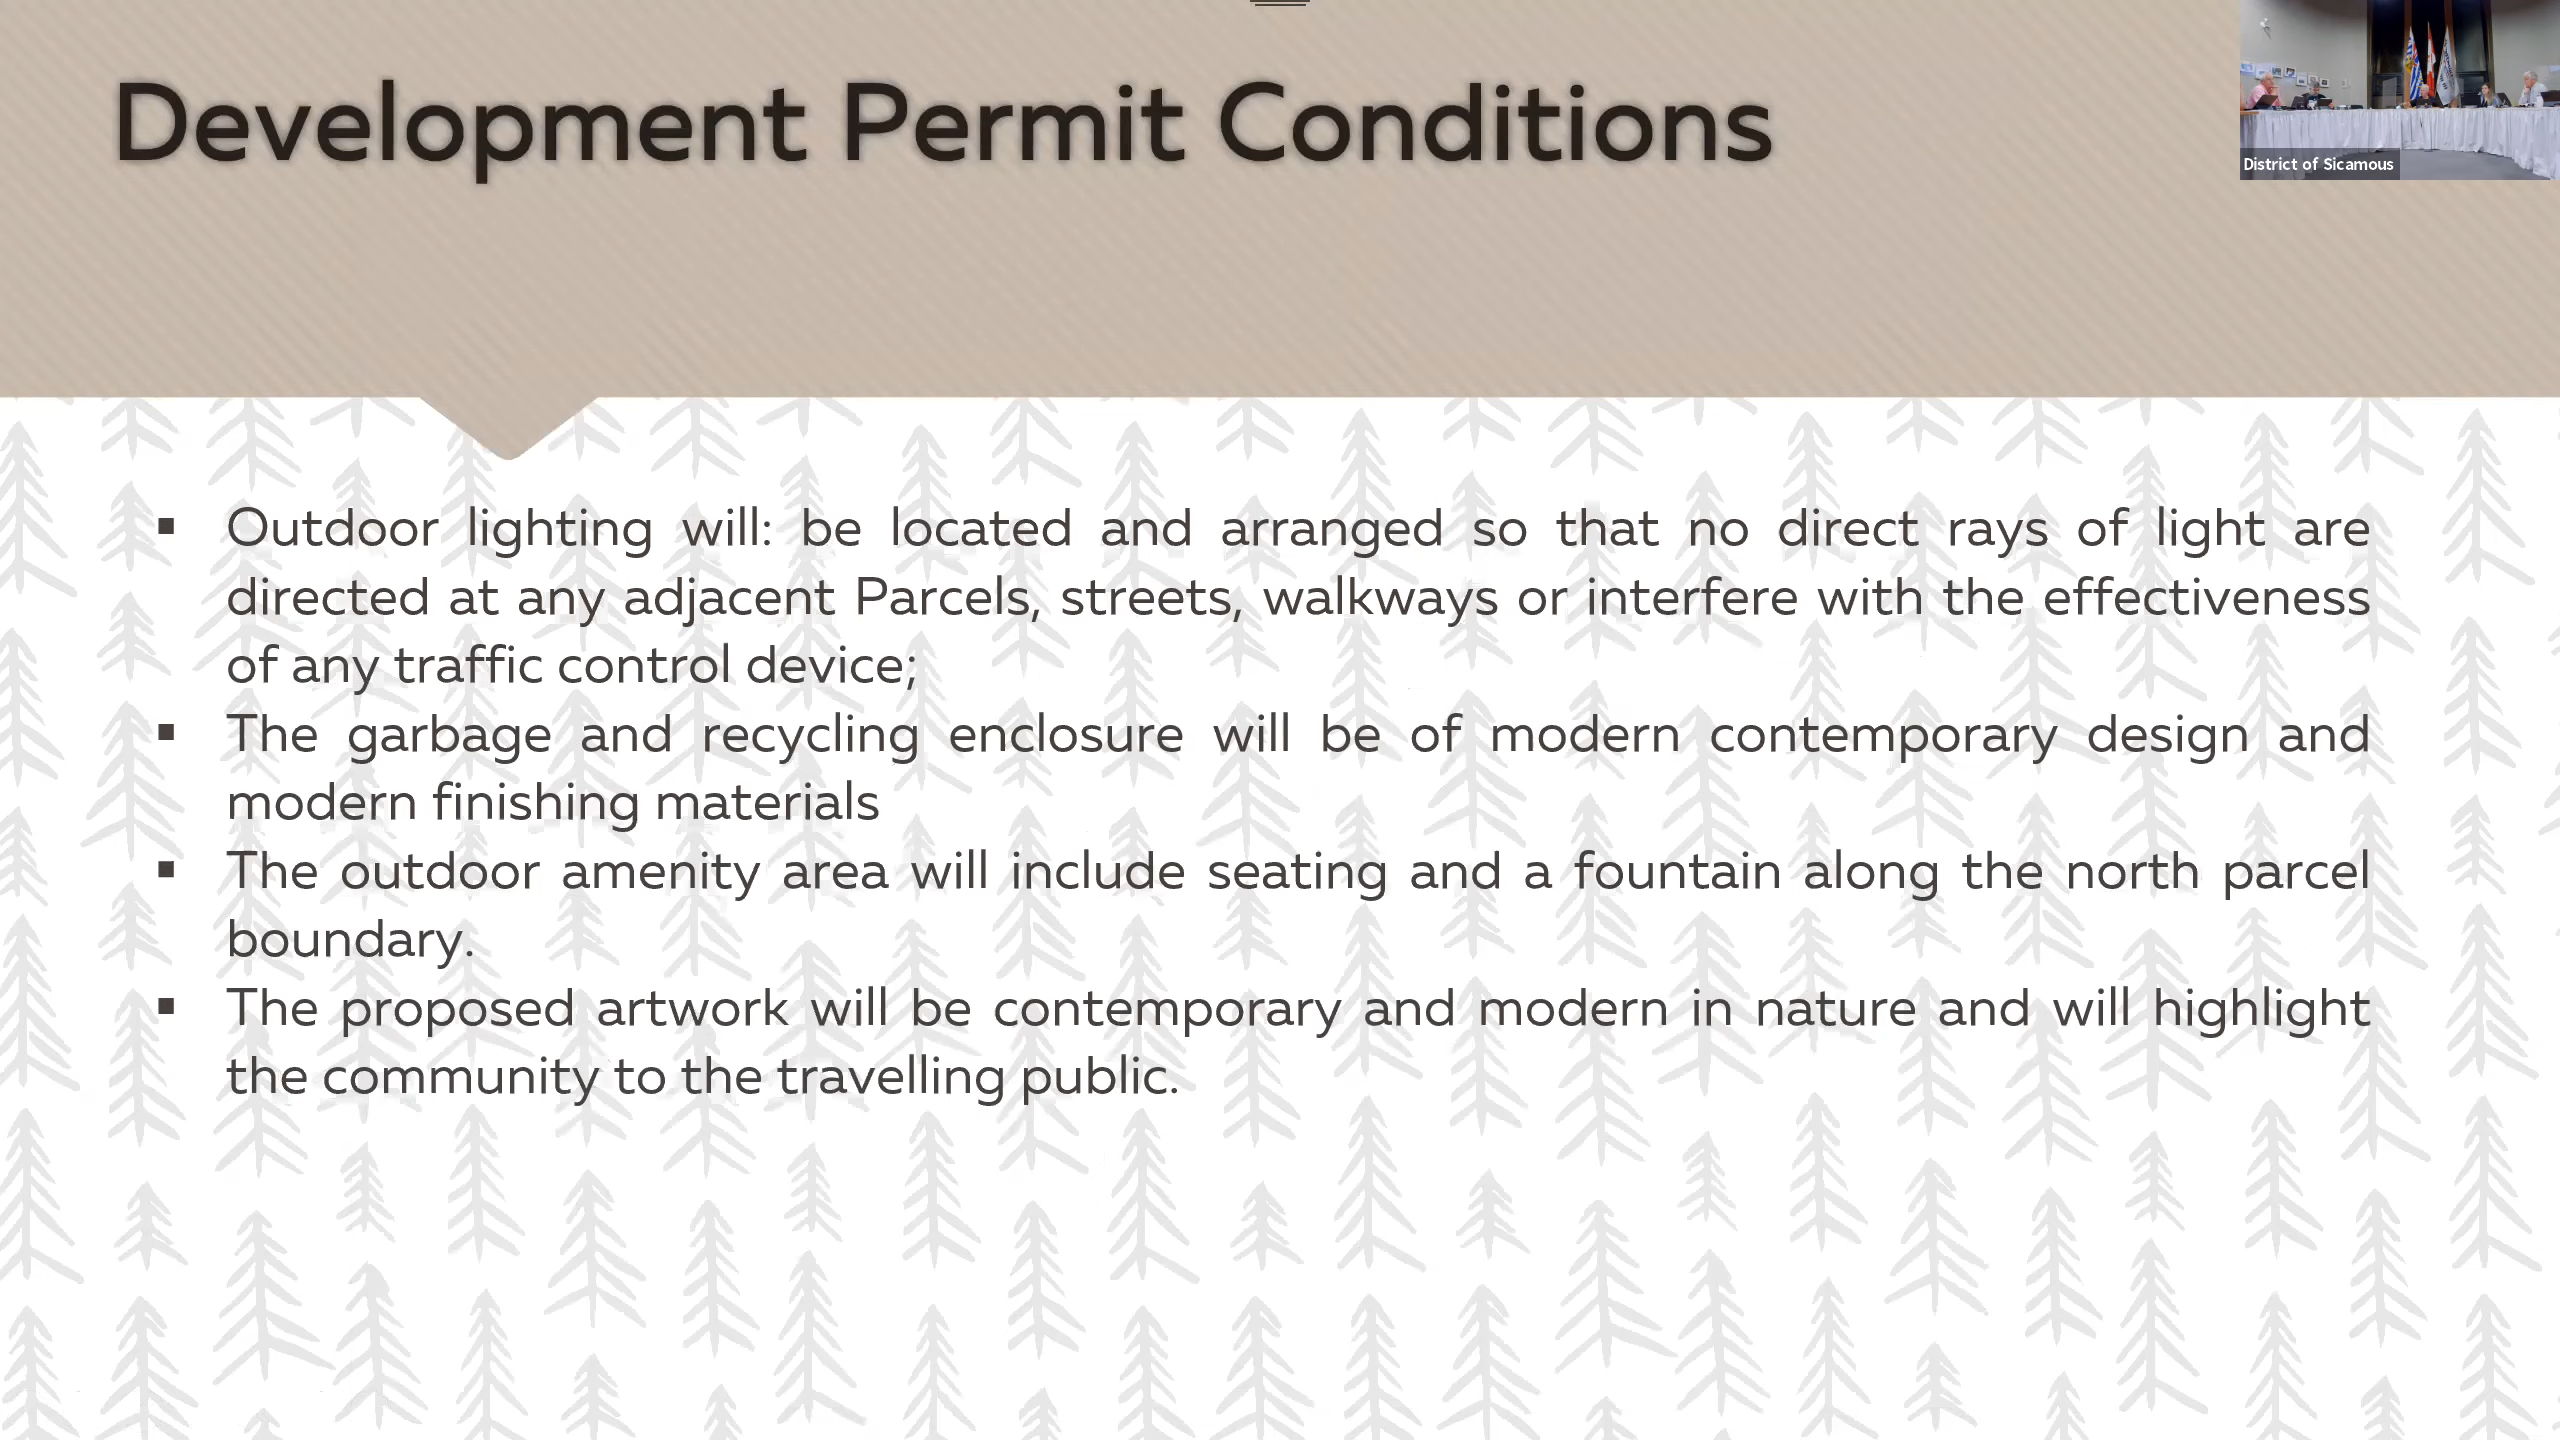 Development Permit Conditions
District of Sicamous
▪ Outdoor lighting will: be located and arranged so that no direct rays of light are
directed at any adjacent Parcels, streets, walkways or interfere with the effectiveness
of any traffic control device;
▪ The garbage and recycling enclosure will be of modern contemporary design and
modern finishing materials
▪ The outdoor amenity area will include seating and a fountain along the north parcel
boundary.
▪ The proposed artwork will be contemporary and modern in nature and will highlight
the community to the travelling public.